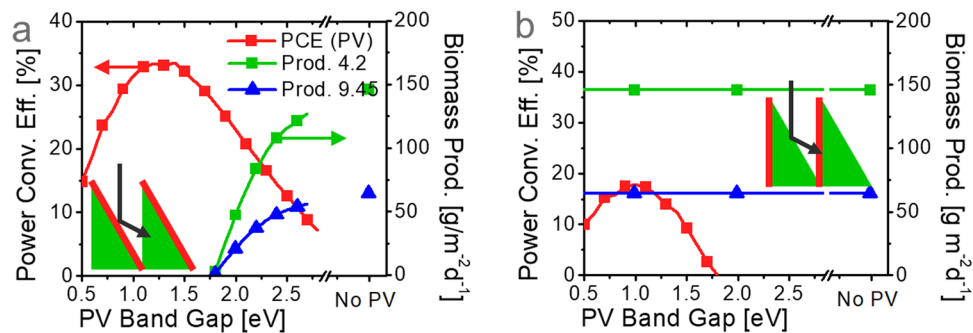 a
Power Conv. Eff. [%]
40
30
20
10
0
PCE (PV)
Prod. 4.2
Prod. 9.45
200
150
100
50
0
Biomass Prod. [g/m⁻²d⁻¹]
0.5 1.0 1.5 2.0 2.5
No PV
PV Band Gap [eV]
b
Power Conv. Eff. [%]
50
40
30
20
10
0
200
150
100
50
0
Biomass Prod. [g m⁻²d⁻¹]
0.5 1.0 1.5 2.0 2.5
No PV
PV Band Gap [eV]